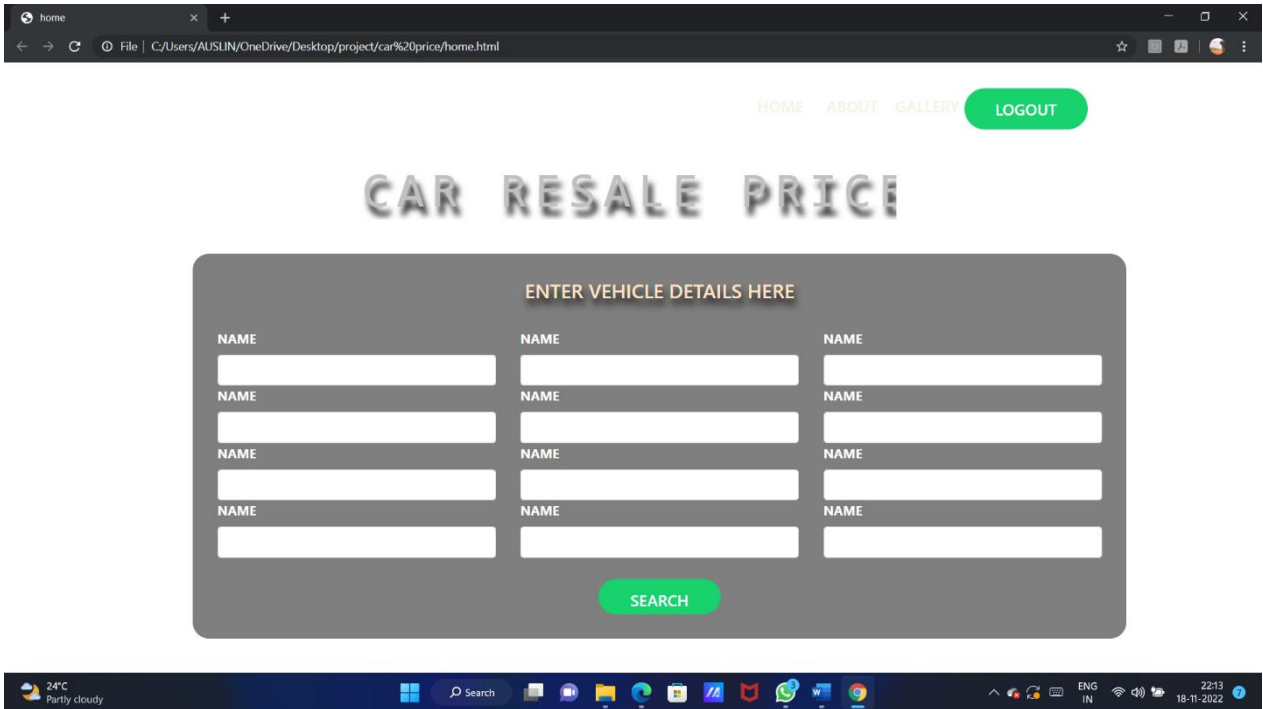 home
File | C:/Users/AUSLIN/OneDrive/Desktop/project/car%20price/home.html
HOME ABOUT GALLERY LOGOUT
CAR RESALE PRICE
ENTER VEHICLE DETAILS HERE
NAME NAME NAME
NAME NAME NAME
NAME NAME NAME
NAME NAME NAME
SEARCH
24°C
Partly cloudy
Search
3
W
ENG
IN
22:13
18-11-2022
7